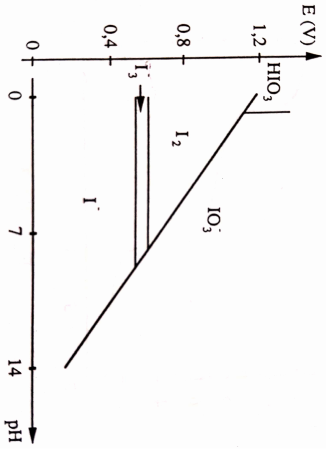 E (V)
1,2
0,8
0,4
0
HIO₃
I₃⁻
I₂
IO₃⁻
I⁻
0
7
14
pH